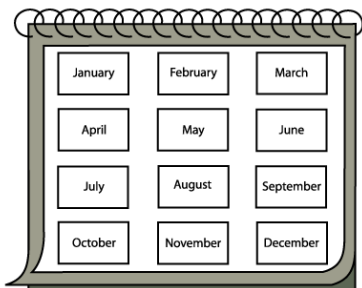 January February March
April May June
July August September
October November December